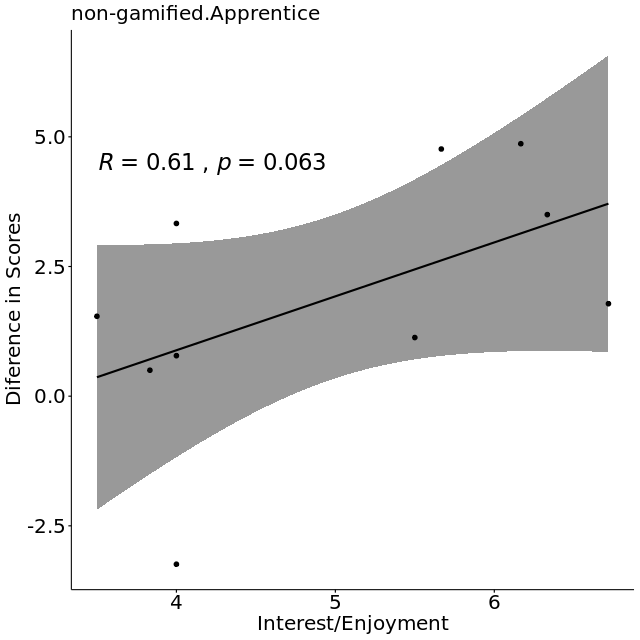 non-gamified.Apprentice
R = 0.61 , p = 0.063
Diference in Scores
5.0
2.5
0.0
-2.5
4 5 6
Interest/Enjoyment